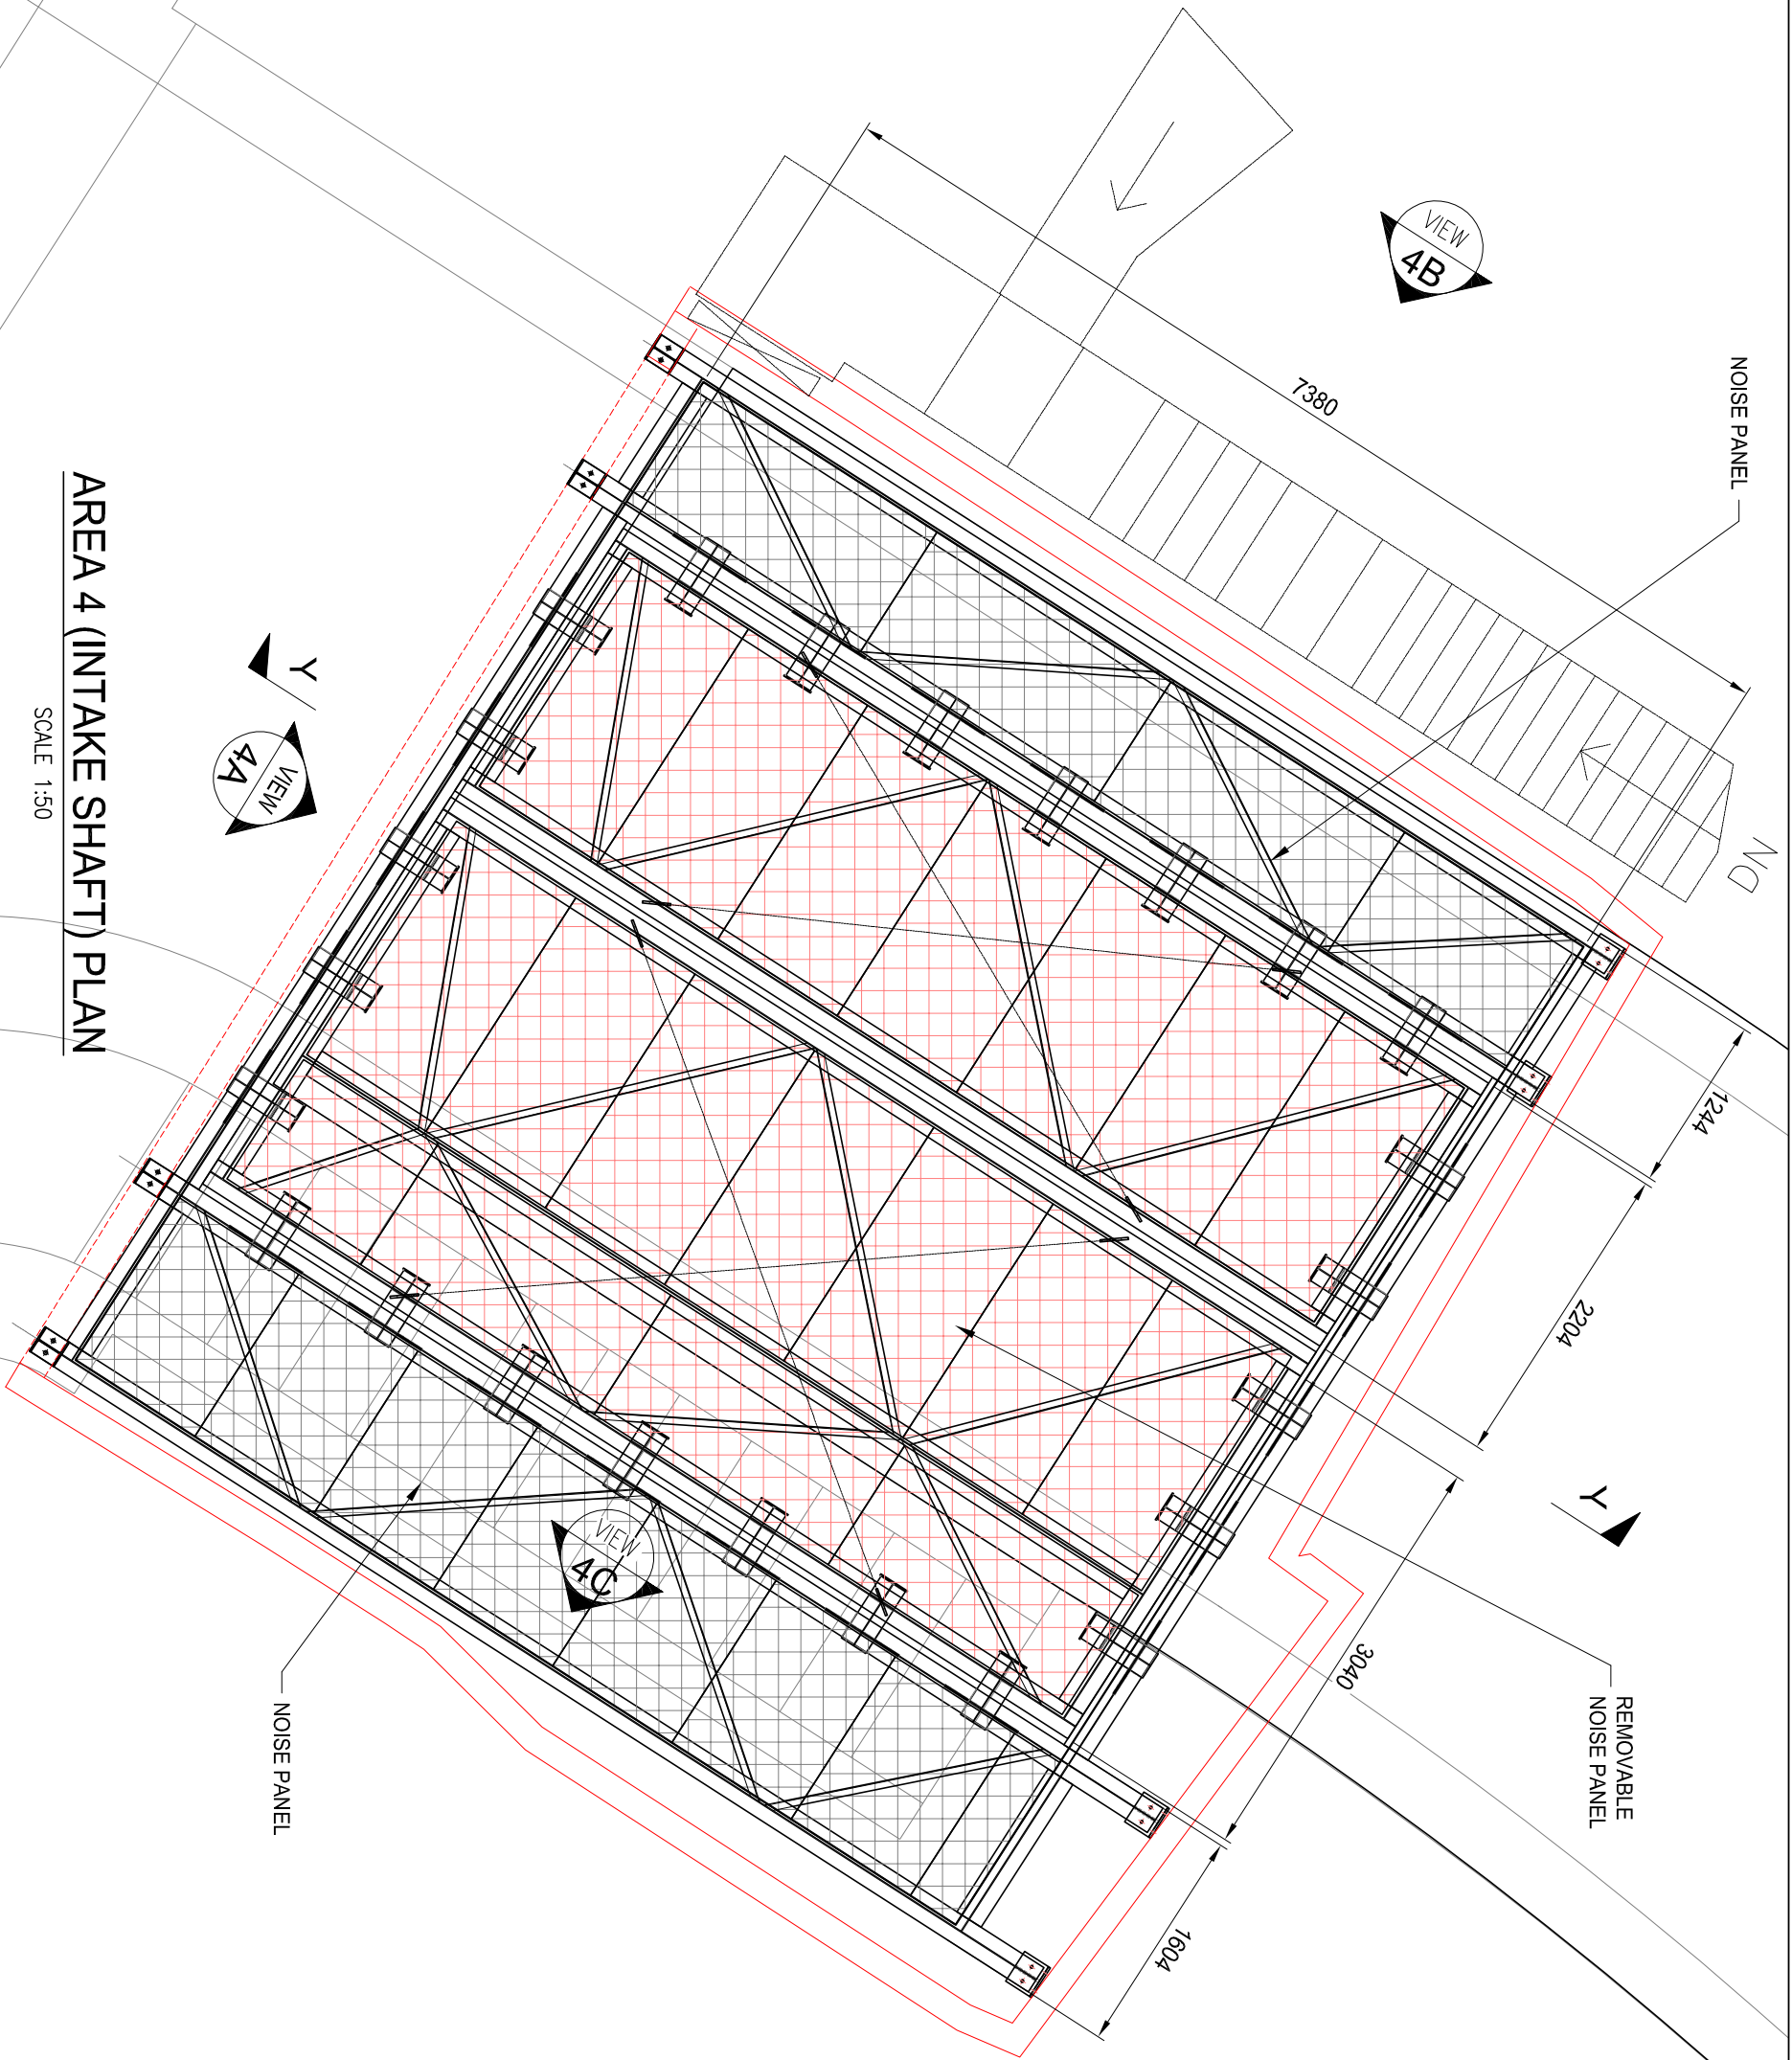 NOISE PANEL
VIEW
4B
7380
DN
1244
2204
Y
3040
REMOVABLE
NOISE PANEL
1604
VIEW
4C
NOISE PANEL
Y
VIEW
4A
AREA 4 (INTAKE SHAFT) PLAN
SCALE 1:50